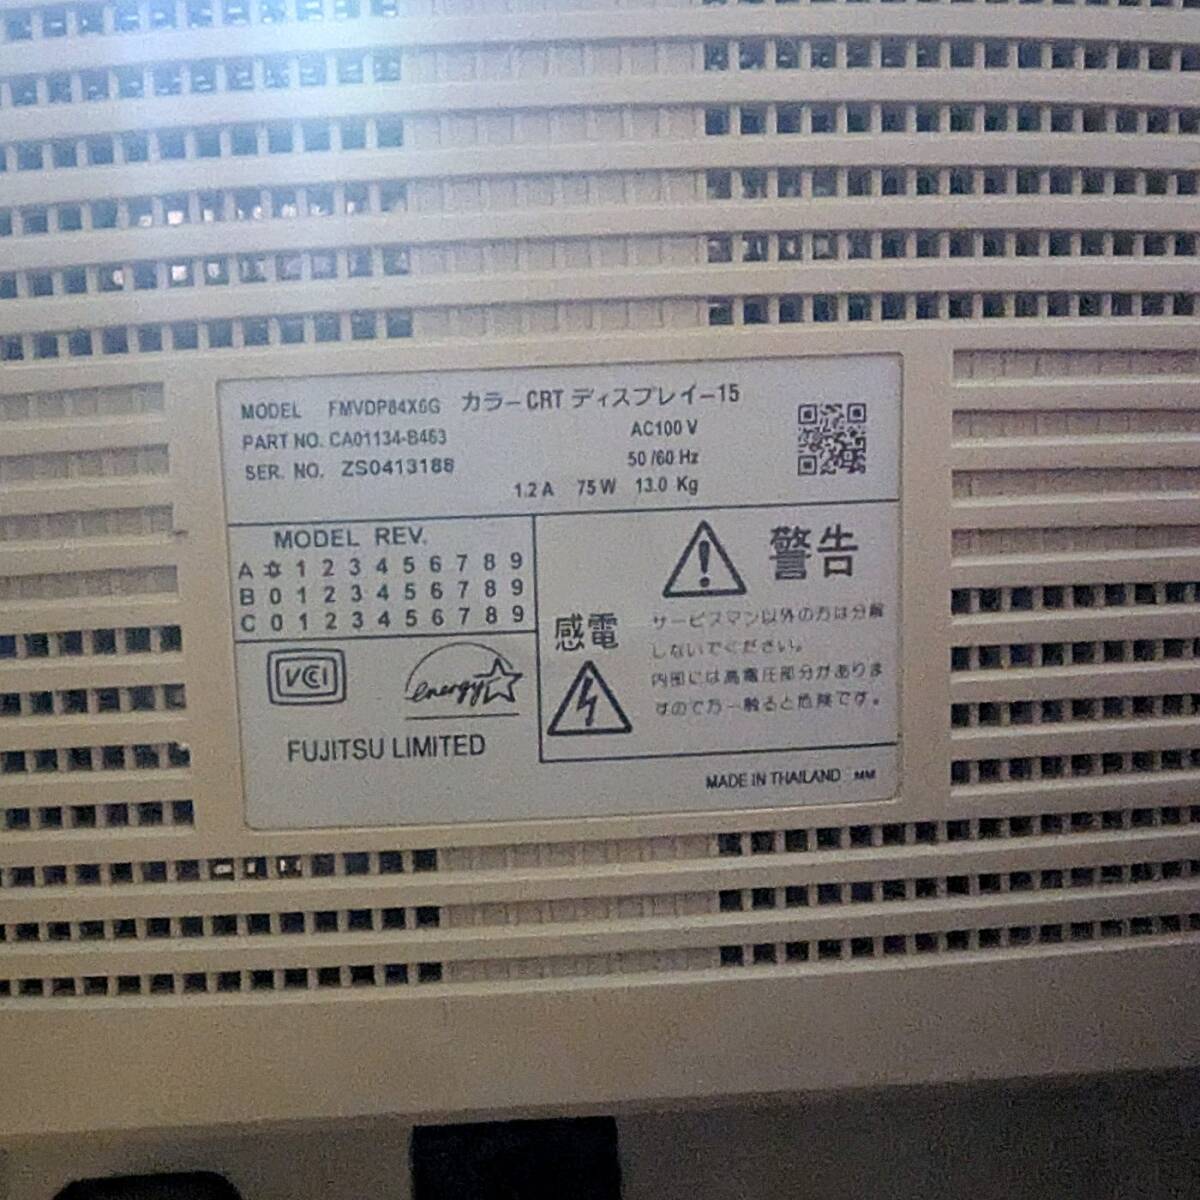 MODEL FMVDP84X6G カラーCRT ディスプレイ-15
PART NO. CA01134-B463
AC100 V
SER. NO. ZS0413188
50 /60 Hz
1.2 A 75 W 13.0 Kg
MODEL REV.
A 1 2 3 4 5 6 7 8 9
B 0 1 2 3 4 5 6 7 8 9
C 0 1 2 3 4 5 6 7 8 9
VCCI
energy
FUJITSU LIMITED
警告
感電
サービスマン以外の方は分解
しないでください。
内部には高電圧部分がありま
すので万一触ると危険です。
MADE IN THAILAND MM